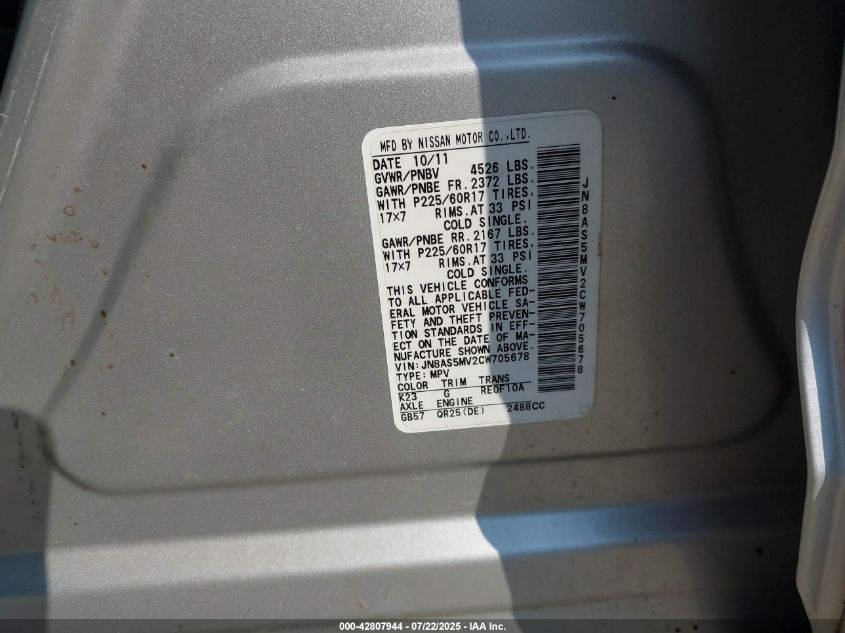 MFD BY NISSAN MOTOR CO.,LTD.
DATE 10/11
GVWR/PNBV 4526 LBS.
GAWR/PNBE FR. 2372 LBS.
WITH P225/60R17 TIRES,
17×7 RIMS.AT 33 PSI
COLD SINGLE.
GAWR/PNBE RR. 2167 LBS.
WITH P225/60R17 TIRES,
17×7 RIMS.AT 33 PSI
COLD SINGLE.
THIS VEHICLE CONFORMS
TO ALL APPLICABLE FED-
ERAL MOTOR VEHICLE SA-
FETY AND THEFT PREVEN-
TION STANDARDS IN EFF-
ECT ON THE DATE OF MA-
NUFACTURE SHOWN ABOVE.
VIN: JN8AS5MV2CW705678
TYPE: MPV
COLOR TRIM TRANS
K23 G RE0F10A
AXLE ENGINE
GB57 QR25(DE) 2488CC
JN8AS5MV2CW705678
000-42807944 - 07/22/2025 - IAA Inc.